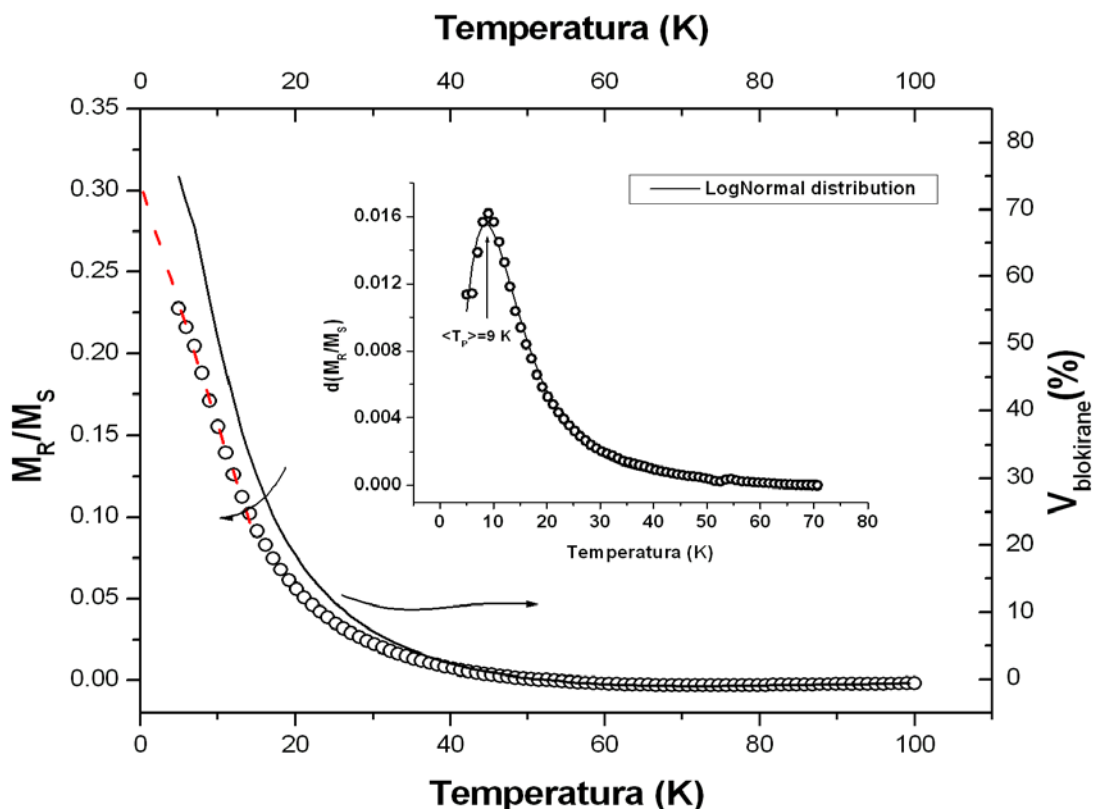 Temperatura (K)
0 20 40 60 80 100
0.35
0.30
0.25
0.20
0.15
0.10
0.05
0.00
M_R/M_S
80
70
60
50
40
30
20
10
0
V_blokirane(%)
LogNormal distribution
0.016
0.012
0.008
0.004
0.000
d(M_R/M_S)
<T_P>=9 K
0 10 20 30 40 50 60 70 80
Temperatura (K)
0 20 40 60 80 100
Temperatura (K)